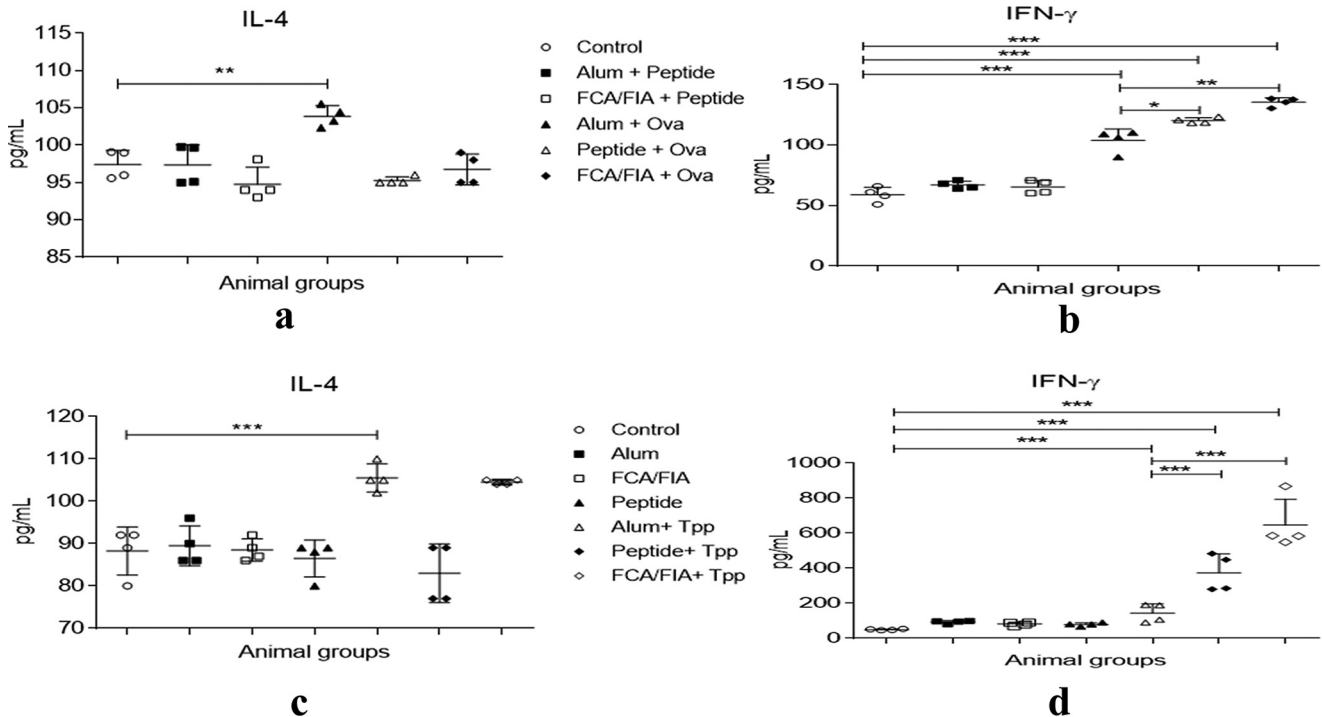 IL-4
115
110
105
100
95
90
85
pg/mL
**
Animal groups
a
Control
Alum + Peptide
FCA/FIA + Peptide
Alum + Ova
Peptide + Ova
FCA/FIA + Ova
IFN-γ
***
***
***
**
*
150
100
50
0
pg/mL
Animal groups
b
IL-4
120
110
100
90
80
70
pg/mL
***
Animal groups
c
Control
Alum
FCA/FIA
Peptide
Alum+ Tpp
Peptide+ Tpp
FCA/FIA+ Tpp
IFN-γ
***
***
***
***
***
1000
800
600
400
200
0
pg/mL
Animal groups
d